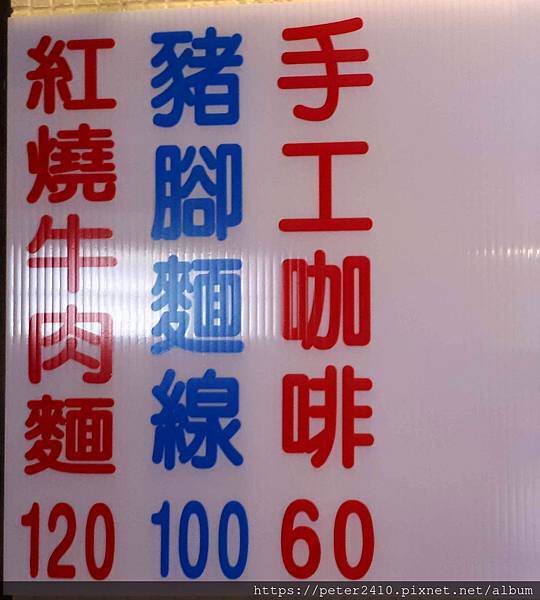 手工咖啡 60
豬腳麵線 100
紅燒牛肉麵 120
https://peter2410.pixnet.net/album